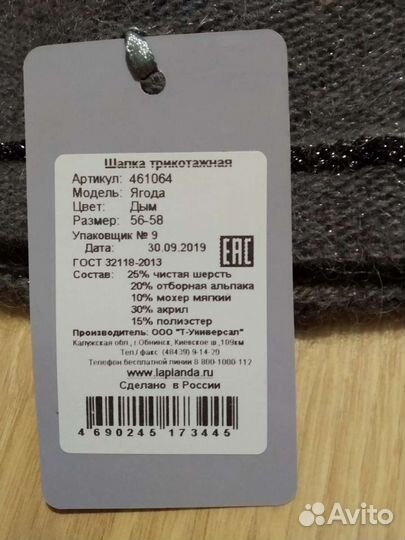 Шапка трикотажная
Артикул: 461064
Модель: Ягода
Цвет: Дым
Размер: 56-58
Упаковщик № 9
Дата: 30.09.2019
EAC
ГОСТ 32118-2013
Состав: 25% чистая шерсть
20% отборная альпака
10% мохер мягкий
30% акрил
15% полиэстер
Производитель: ООО "Т-Универсал"
Калужская обл., г.Обнинск, Киевское ш.,109км
Тел./ факс (48439) 9-14-20
Телефон бесплатной линии 8-800-1000-112
www.laplanda.ru
Сделано в России
4 690245 173445
Avito